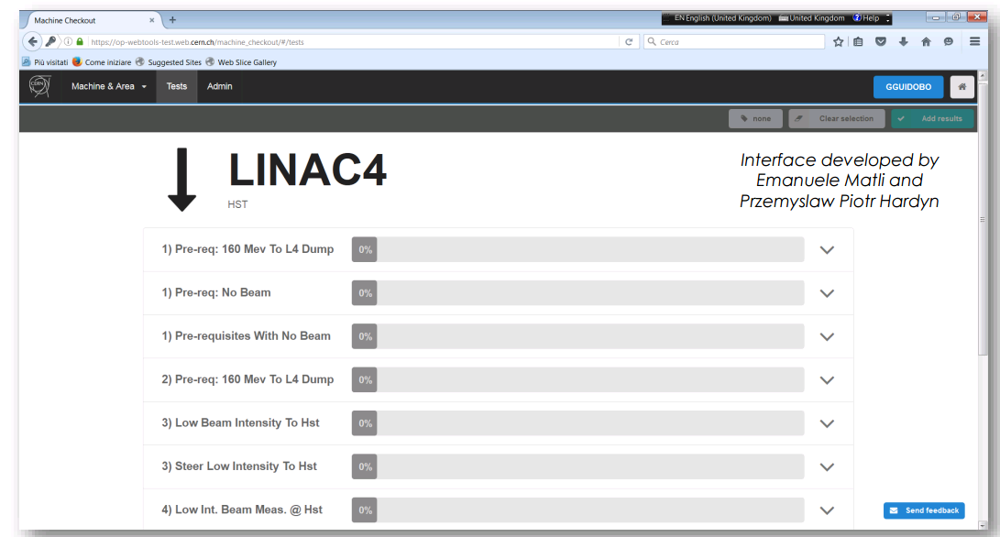 Machine Checkout × +
EN English (United Kingdom) United Kingdom Help
https://op-webtools-test.web.cern.ch/machine_checkout/#/tests
Cerca
Più visitati Come iniziare Suggested Sites Web Slice Gallery
CERN Machine & Area Tests Admin GGUIDOBO
none Clear selection Add results
LINAC4
HST
Interface developed by
Emanuele Matli and
Przemyslaw Piotr Hardyn
1) Pre-req: 160 Mev To L4 Dump 0%
1) Pre-req: No Beam 0%
1) Pre-requisites With No Beam 0%
2) Pre-req: 160 Mev To L4 Dump 0%
3) Low Beam Intensity To Hst 0%
3) Steer Low Intensity To Hst 0%
4) Low Int. Beam Meas. @ Hst 0%
Send feedback